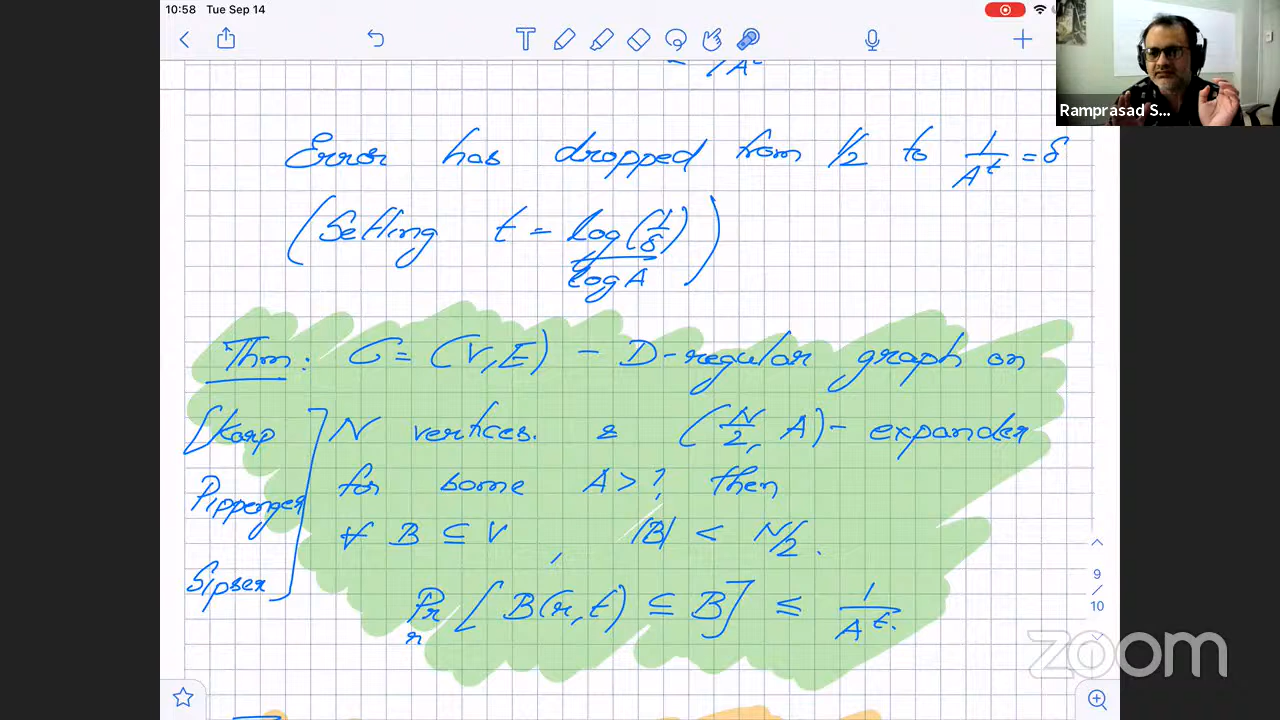 10:58 Tue Sep 14
Ramprasad S...
Error has dropped from 1/2 to 1/A^t = δ
(Setting t = log(1/δ)/log A)
Thm: G = (V,E) - D-regular graph on
[Karp Pippenger Sipser]
N vertices. & (N/2, A)-expander
for some A > 1, then
∀ B ⊆ V, |B| < N/2.
Pr_r [B(r,t) ⊆ B] ≤ 1/A^t.
9
/
10
zoom